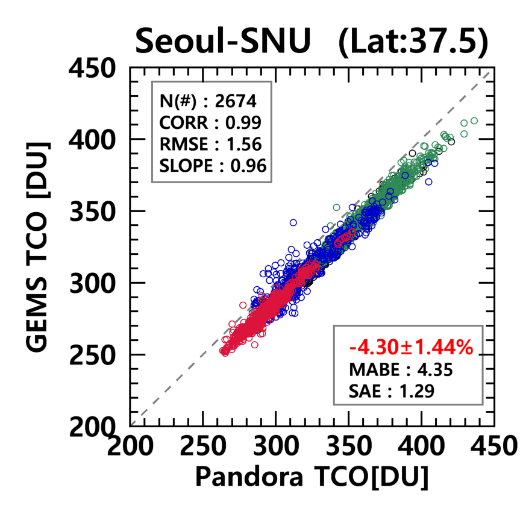 Seoul-SNU (Lat:37.5)
450
N(#) : 2674
CORR : 0.99
RMSE : 1.56
SLOPE : 0.96
400
350
GEMS TCO [DU]
300
250
-4.30±1.44%
MABE : 4.35
SAE : 1.29
200
200 250 300 350 400 450
Pandora TCO[DU]